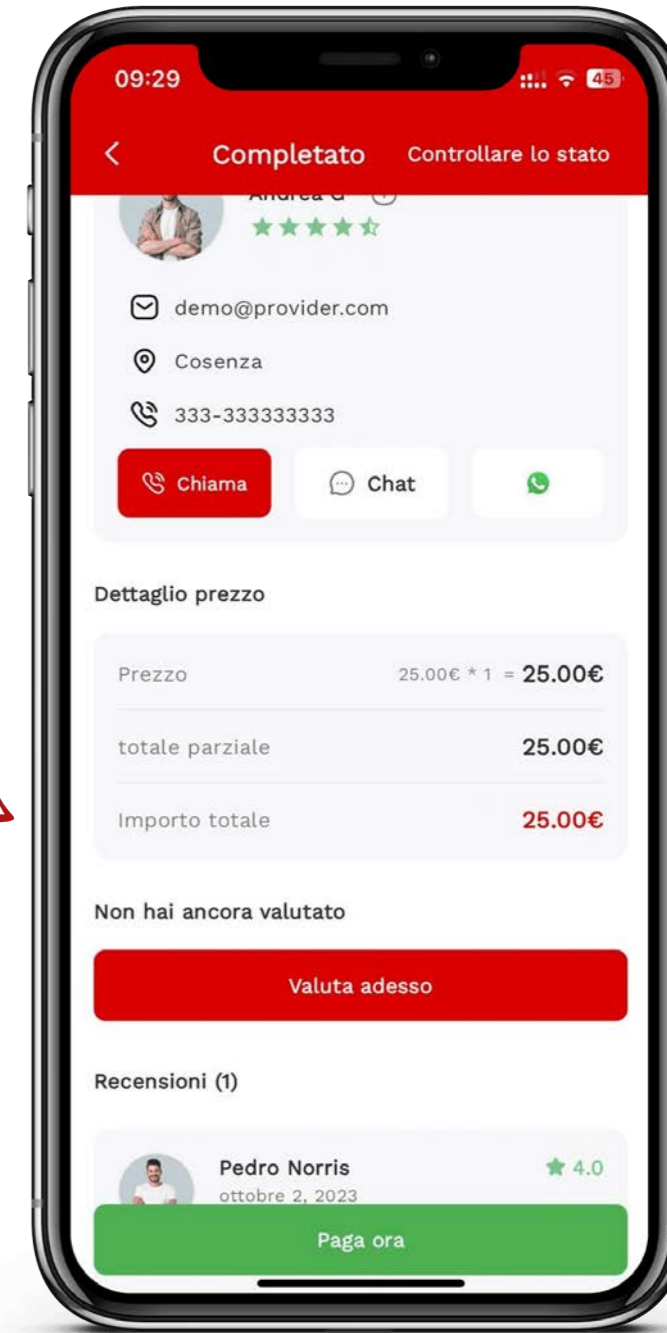 09:29
45
Completato Controllare lo stato
Andrea G
demo@provider.com
Cosenza
333-333333333
Chiama Chat
Dettaglio prezzo
Prezzo 25.00€ * 1 = 25.00€
totale parziale 25.00€
Importo totale 25.00€
Non hai ancora valutato
Valuta adesso
Recensioni (1)
Pedro Norris 4.0
ottobre 2, 2023
Paga ora